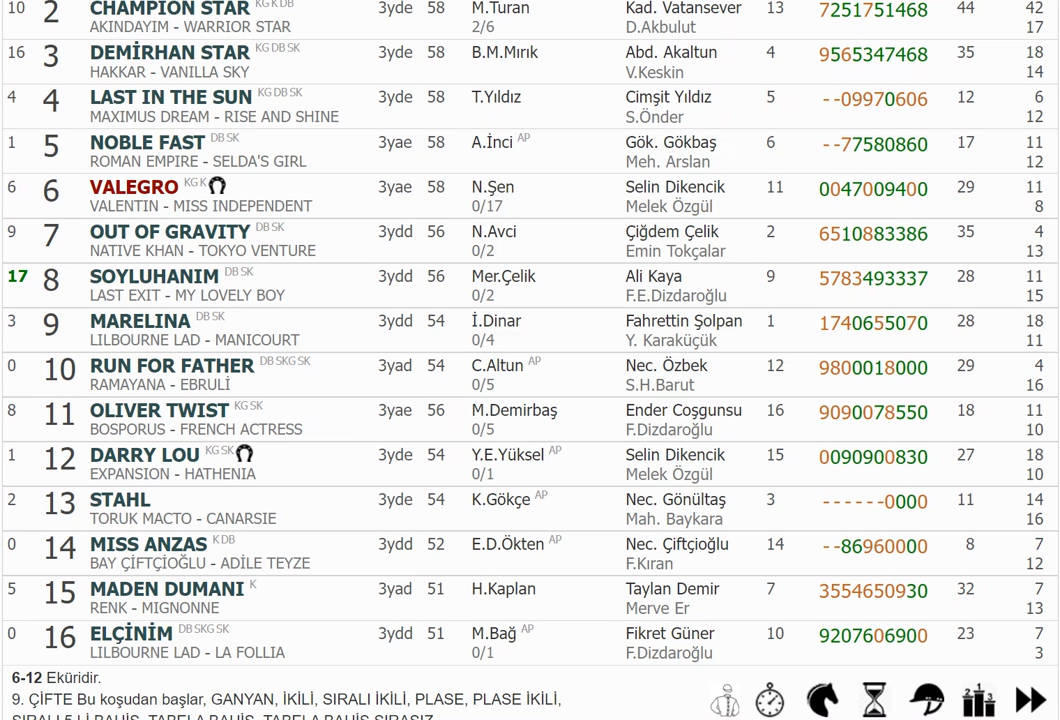 10 2 CHAMPION STAR KG K DB 3yde 58 M.Turan Kad. Vatansever 13 7251751468 44 42
AKINDAYIM - WARRIOR STAR 2/6 D.Akbulut 17
16 3 DEMİRHAN STAR KG DB SK 3yde 58 B.M.Mırık Abd. Akaltun 4 9565347468 35 18
HAKKAR - VANILLA SKY V.Keskin 14
4 4 LAST IN THE SUN KG DB SK 3yde 58 T.Yıldız Cimşit Yıldız 5 --09970606 12 6
MAXIMUS DREAM - RISE AND SHINE S.Önder 12
1 5 NOBLE FAST DB SK 3yae 58 A.İnci AP Gök. Gökbaş 6 --77580860 17 11
ROMAN EMPIRE - SELDA'S GIRL Meh. Arslan 12
6 6 VALEGRO KG K 3yae 58 N.Şen Selin Dikencik 11 0047009400 29 11
VALENTIN - MISS INDEPENDENT 0/17 Melek Özgül 8
9 7 OUT OF GRAVITY DB SK 3ydd 56 N.Avci Çiğdem Çelik 2 6510883386 35 4
NATIVE KHAN - TOKYO VENTURE 0/2 Emin Tokçalar 13
17 8 SOYLUHANIM DB SK 3ydd 56 Mer.Çelik Ali Kaya 9 5783493337 28 11
LAST EXIT - MY LOVELY BOY 0/2 F.E.Dizdaroğlu 15
3 9 MARELINA DB SK 3ydd 54 İ.Dinar Fahrettin Şolpan 1 1740655070 28 18
LILBOURNE LAD - MANICOURT 0/4 Y. Karaküçük 11
0 10 RUN FOR FATHER DB SKG SK 3yad 54 C.Altun AP Nec. Özbek 12 9800018000 29 4
RAMAYANA - EBRULİ 0/5 S.H.Barut 16
8 11 OLIVER TWIST KG SK 3yae 56 M.Demirbaş Ender Coşgunsu 16 9090078550 18 11
BOSPORUS - FRENCH ACTRESS 0/5 F.Dizdaroğlu 10
1 12 DARRY LOU KG SK 3yde 54 Y.E.Yüksel AP Selin Dikencik 15 0090900830 27 18
EXPANSION - HATHENIA 0/1 Melek Özgül 10
2 13 STAHL 3yde 54 K.Gökçe AP Nec. Gönültaş 3 ------0000 11 14
TORUK MACTO - CANARSIE Mah. Baykara 16
0 14 MISS ANZAS K DB 3ydd 52 E.D.Ökten AP Nec. Çiftçioğlu 14 --86960000 8 7
BAY ÇİFTÇİOĞLU - ADİLE TEYZE F.Kıran 12
5 15 MADEN DUMANI K 3yad 51 H.Kaplan Taylan Demir 7 3554650930 32 7
RENK - MIGNONNE Merve Er 13
0 16 ELÇİNİM DB SKG SK 3ydd 51 M.Bağ AP Fikret Güner 10 9207606900 23 7
LILBOURNE LAD - LA FOLLIA 0/1 F.Dizdaroğlu 3
6-12 Eküridir.
9. ÇİFTE Bu koşudan başlar, GANYAN, İKİLİ, SIRALI İKİLİ, PLASE, PLASE İKİLİ,
SIRALI 5 Lİ BAHİS, TABELA BAHİS, TABELA BAHİS SIRASIZ
2 1 3